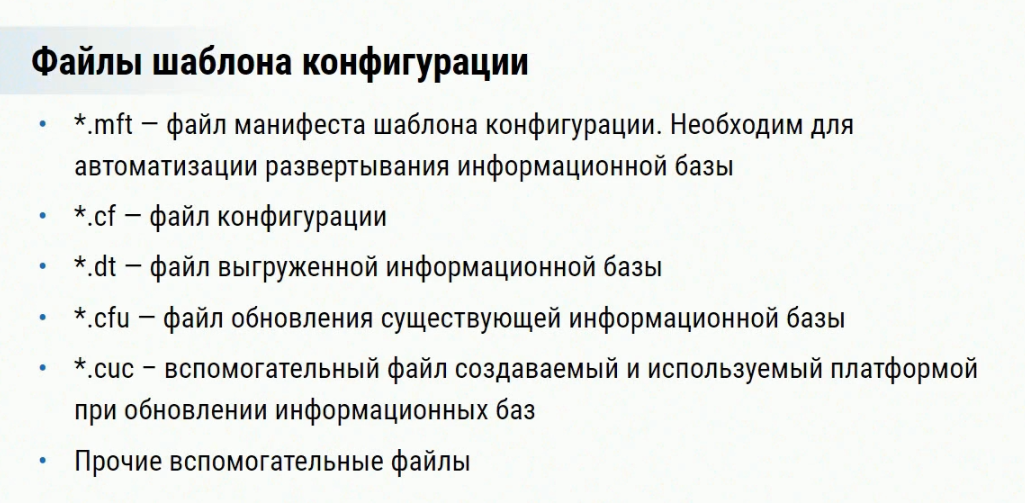 Файлы шаблона конфигурации
• *.mft — файл манифеста шаблона конфигурации. Необходим для
автоматизации развертывания информационной базы
• *.cf — файл конфигурации
• *.dt — файл выгруженной информационной базы
• *.cfu — файл обновления существующей информационной базы
• *.cuc – вспомогательный файл создаваемый и используемый платформой
при обновлении информационных баз
• Прочие вспомогательные файлы